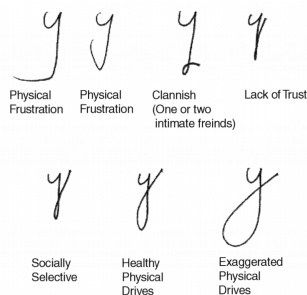 y y y y
Physical Frustration
Physical Frustration
Clannish (One or two intimate freinds)
Lack of Trust
y y y
Socially Selective
Healthy Physical Drives
Exaggerated Physical Drives